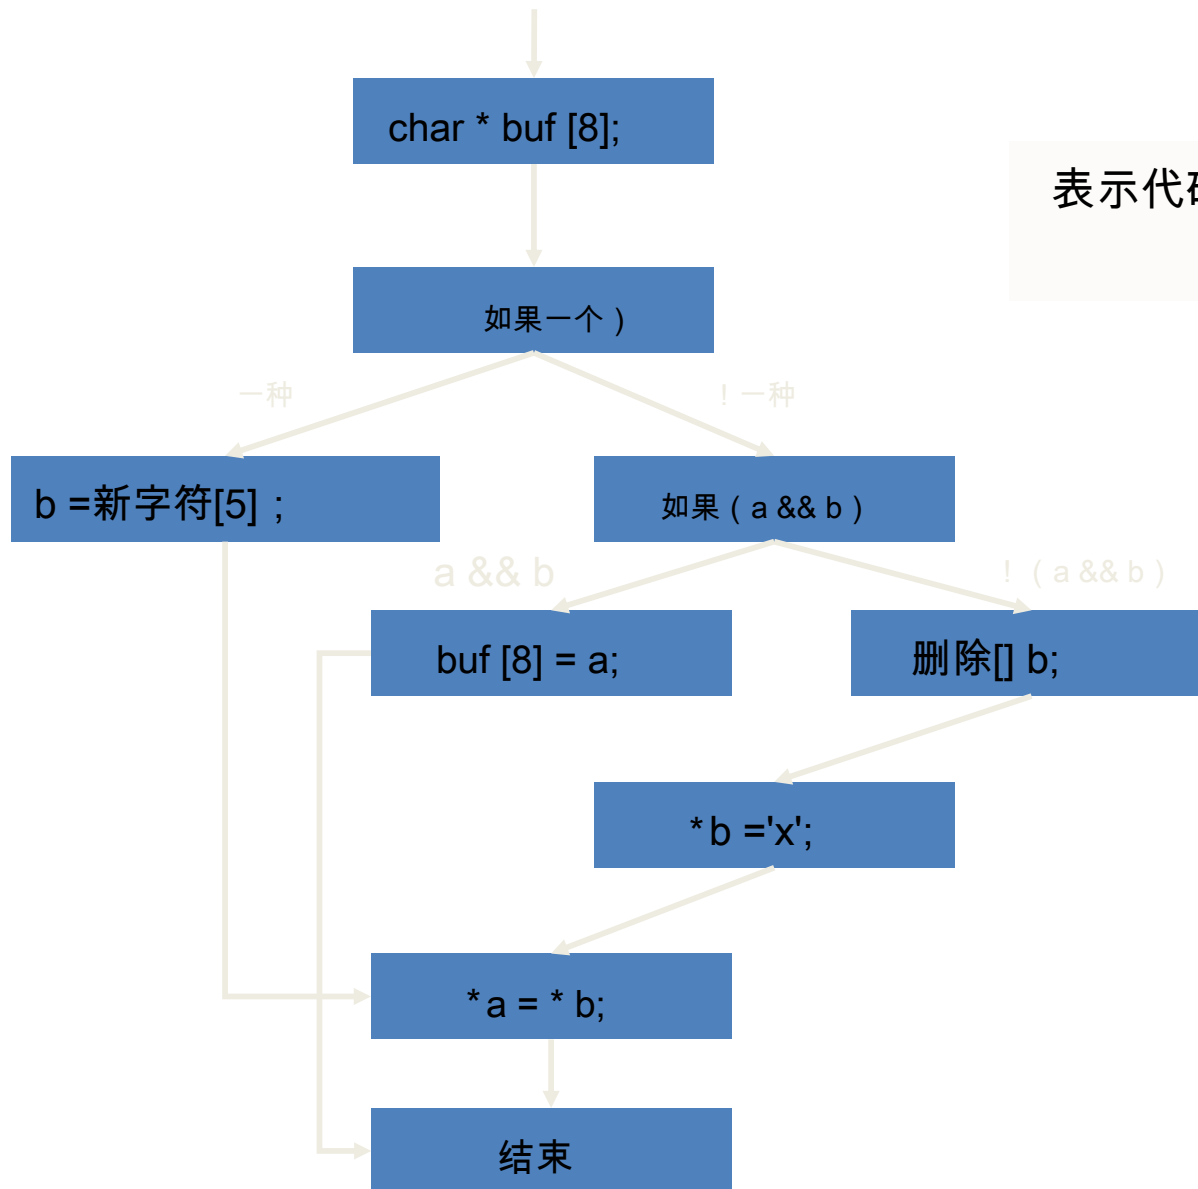 char * buf [8];
表示代码
如果一个 )
一种
! 一种
b =新字符[5] ;
如果 ( a && b )
a && b
! ( a && b )
buf [8] = a;
删除[] b;
*b ='x';
*a = * b;
结束